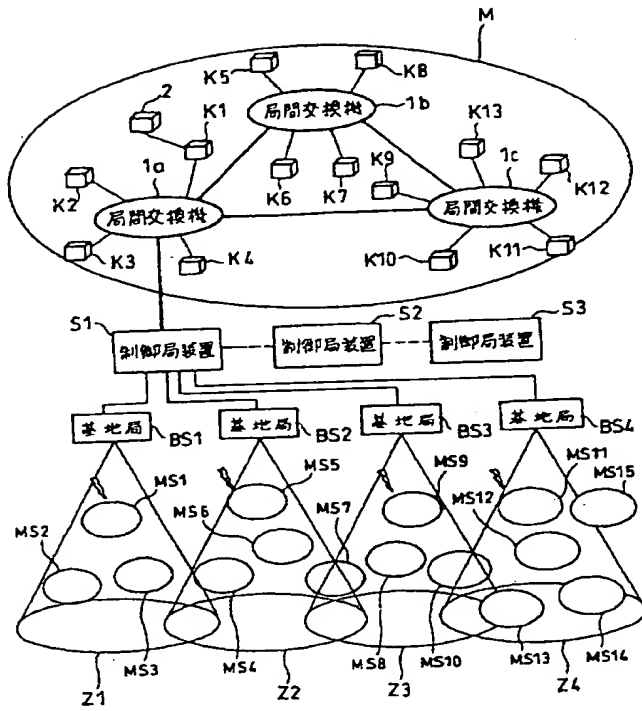 M
K5
K8
2
K1
局間交換機
1b
K13
1a
K9
1c
K2
K6
K7
K12
局間交換機
局間交換機
K3
K4
K10
K11
S1
S2
S3
制御局装置
制御局装置
制御局装置
基地局
BS1
基地局
BS2
基地局
BS3
基地局
BS4
MS1
MS5
MS9
MS11
MS15
MS2
MS6
MS7
MS12
MS3
MS4
MS8
MS10
MS13
MS14
Z1
Z2
Z3
Z4